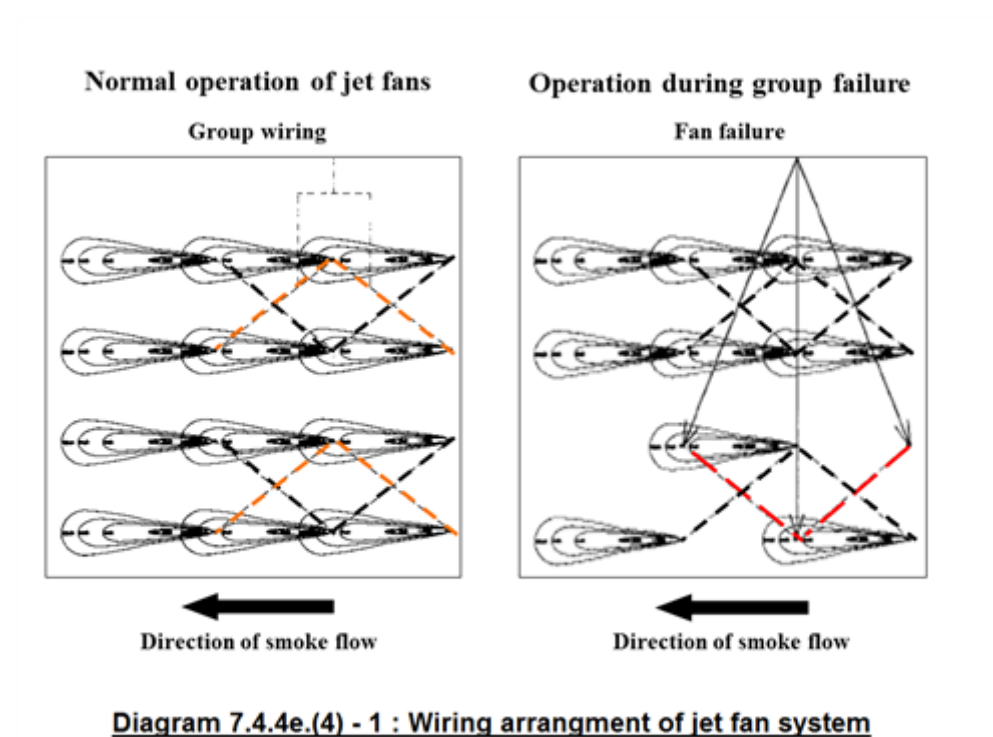 Normal operation of jet fans
Operation during group failure
Group wiring
Fan failure
Direction of smoke flow
Direction of smoke flow
Diagram 7.4.4e.(4) - 1 : Wiring arrangment of jet fan system